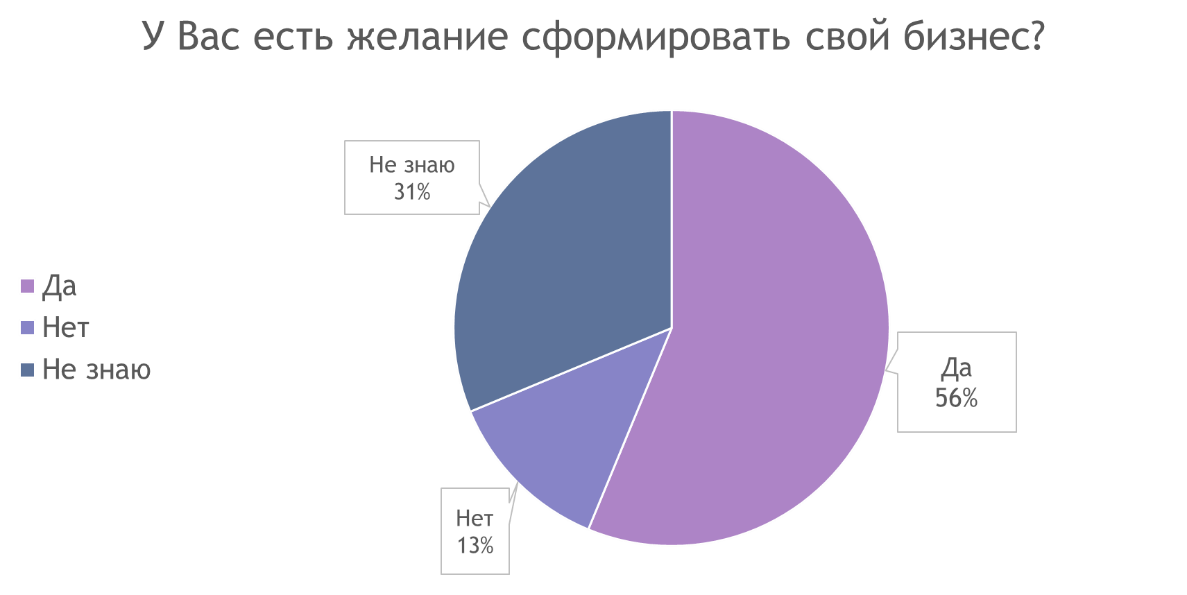 У Вас есть желание сформировать свой бизнес?
Не знаю
31%
Да
Нет
Не знаю
Да
56%
Нет
13%